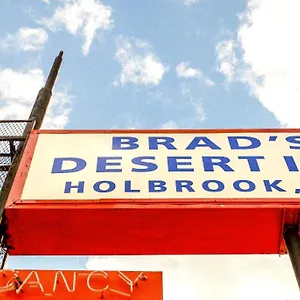 BRAD'S
DESERT I
HOLBROOK,
ANCY